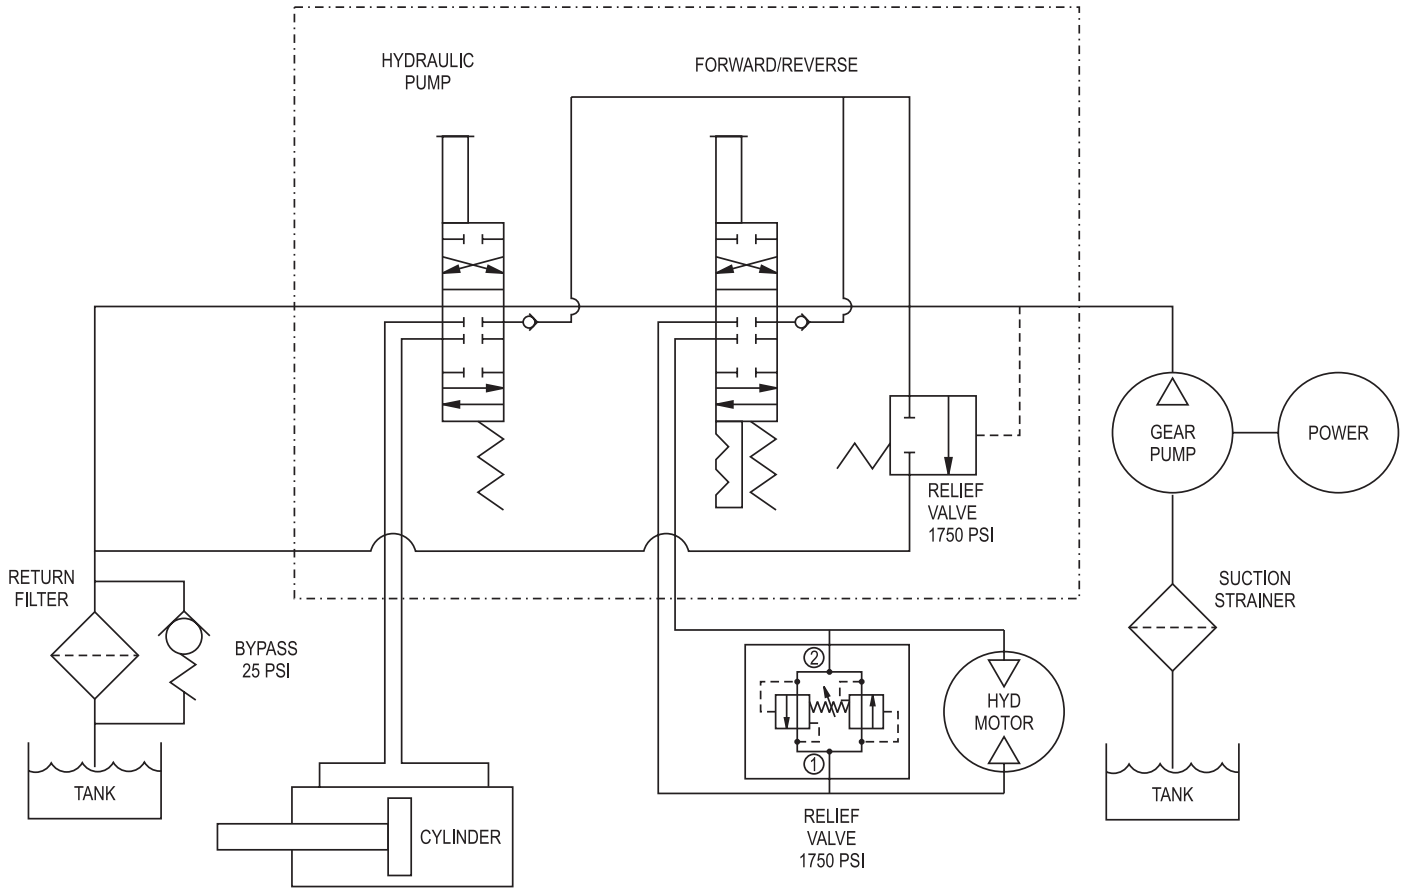 HYDRAULIC
PUMP
FORWARD/REVERSE
GEAR
PUMP
POWER
RELIEF
VALVE
1750 PSI
RETURN
FILTER
BYPASS
25 PSI
SUCTION
STRAINER
2
HYD
MOTOR
1
TANK
TANK
CYLINDER
RELIEF
VALVE
1750 PSI